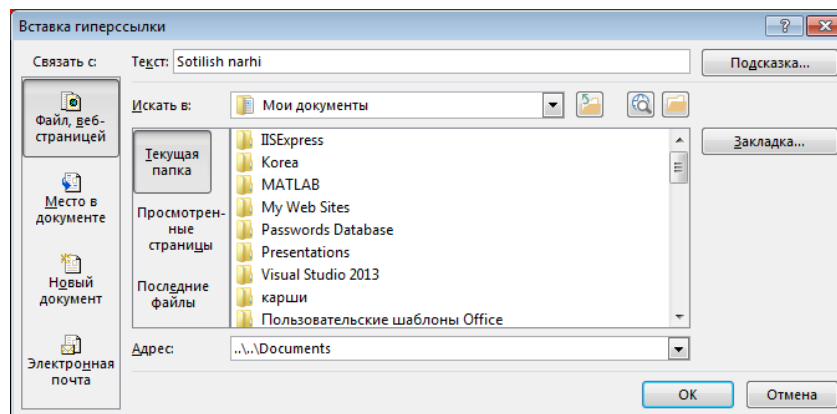 Вставка гиперссылки
Связать с:
Текст: Sotilish narhi
Подсказка...
Файл, веб-
страницей
Искать в: Мои документы
Закладка...
Текущая
папка
IISExpress
Korea
MATLAB
My Web Sites
Passwords Database
Presentations
Visual Studio 2013
карши
Пользовательские шаблоны Office
Место в
документе
Просмотрен-
ные
страницы
Новый
документ
Последние
файлы
Электронная
почта
Адрес: ..\..\Documents
OK
Отмена